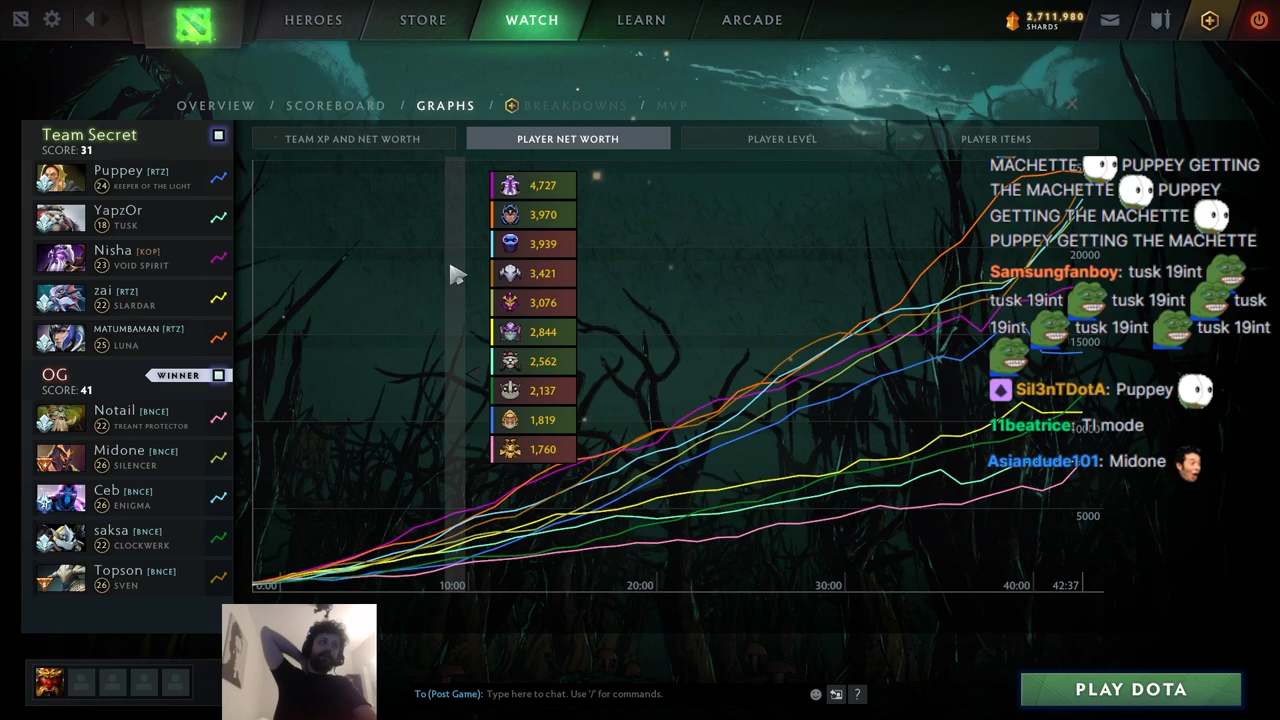 HEROES
STORE
WATCH
LEARN
ARCADE
2,711,980
SHARDS
OVERVIEW / SCOREBOARD / GRAPHS / BREAKDOWNS / MVP
Team Secret
SCORE: 31
Puppey [RTZ]
24 KEEPER OF THE LIGHT
YapzOr
18 TUSK
Nisha [KOP]
23 VOID SPIRIT
zai [RTZ]
22 SLARDAR
MATUMBAMAN [RTZ]
25 LUNA
OG
WINNER
SCORE: 41
Notail [BNCE]
22 TREANT PROTECTOR
Midone [BNCE]
26 SILENCER
Ceb [BNCE]
26 ENIGMA
saksa [BNCE]
22 CLOCKWERK
Topson [BNCE]
26 SVEN
TEAM XP AND NET WORTH
PLAYER NET WORTH
PLAYER LEVEL
PLAYER ITEMS
4,727
3,970
3,939
3,421
3,076
2,844
2,562
2,137
1,819
1,760
20000
15000
5000
0:00
10:00
20:00
30:00
40:00
42:37
MACHETTE PUPPEY GETTING
THE MACHETTE PUPPEY
GETTING THE MACHETTE
PUPPEY GETTING THE MACHETTE
Samsungfanboy: tusk 19int
tusk 19int tusk 19int tusk
19int tusk 19int tusk 19int
Sil3nTDotA: Puppey
11beatrice: TI mode
Asiandude101: Midone
To (Post Game): Type here to chat. Use '/' for commands.
?
PLAY DOTA